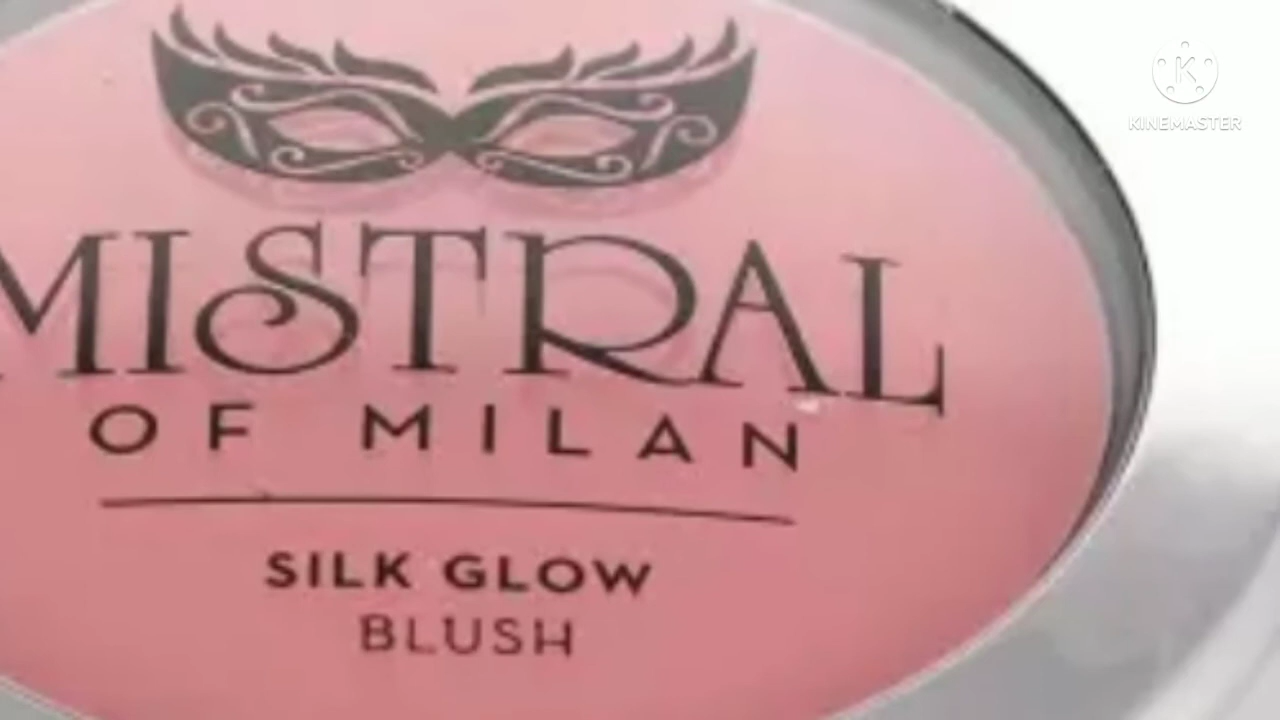 KINEMASTER
MISTRAL
OF MILAN
SILK GLOW
BLUSH